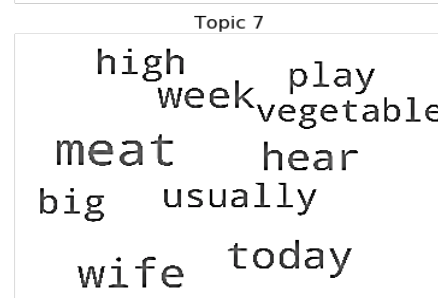 Topic 7
high
play
week
vegetable
meat
hear
big
usually
today
wife